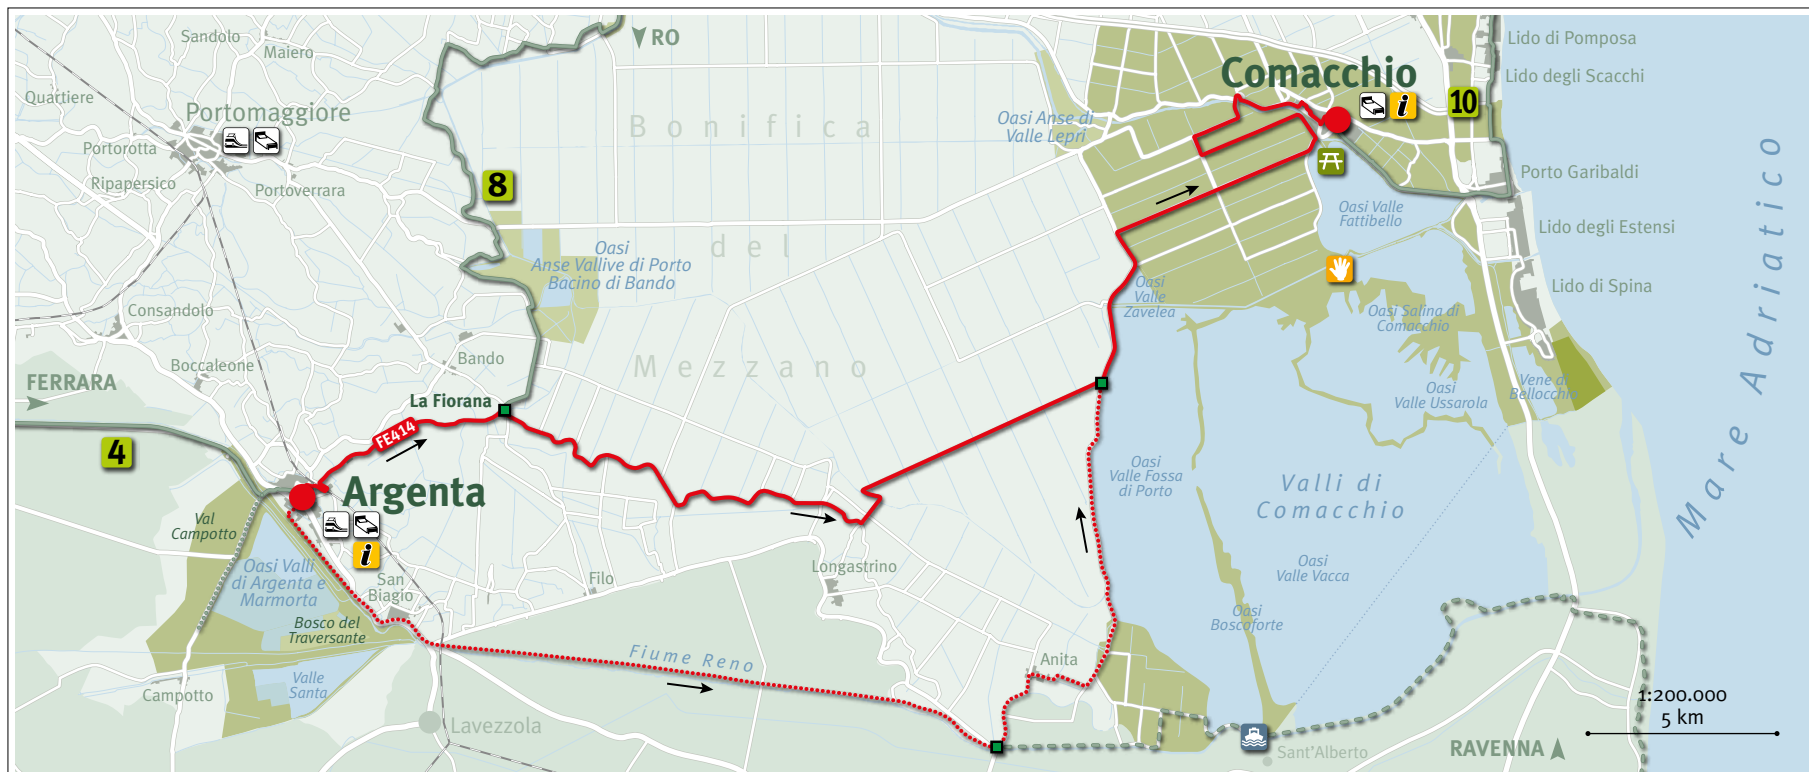 Sandolo
Maiero
Quartiere
Portomaggiore
Portorotta
Ripapersico
Portoverrara
RO
8
Bonifica
del
Mezzano
Oasi
Anse Vallive di Porto
Bacino di Bando
Oasi Anse di
Valle Lepri
Comacchio
i
10
Lido di Pomposa
Lido degli Scacchi
Porto Garibaldi
Lido degli Estensi
Lido di Spina
Mare Adriatico
Oasi Valle
Fattibello
Oasi
Valle
Zavelea
Oasi Salina di
Comacchio
Oasi
Valle Ussarola
Vene di
Bellocchio
Consandolo
Boccaleone
Bando
FERRARA
La Fiorana
FE414
4
Argenta
i
Val
Campotto
Oasi Valli
di Argenta e
Marmorta
San
Biagio
Bosco del
Traversante
Valle
Santa
Campotto
Lavezzola
Filo
Longastrino
Fiume Reno
Anita
Oasi
Valle Fossa
di Porto
Valli di
Comacchio
Oasi
Valle Vacca
Oasi
Boscoforte
Sant'Alberto
RAVENNA
1:200.000
5 km